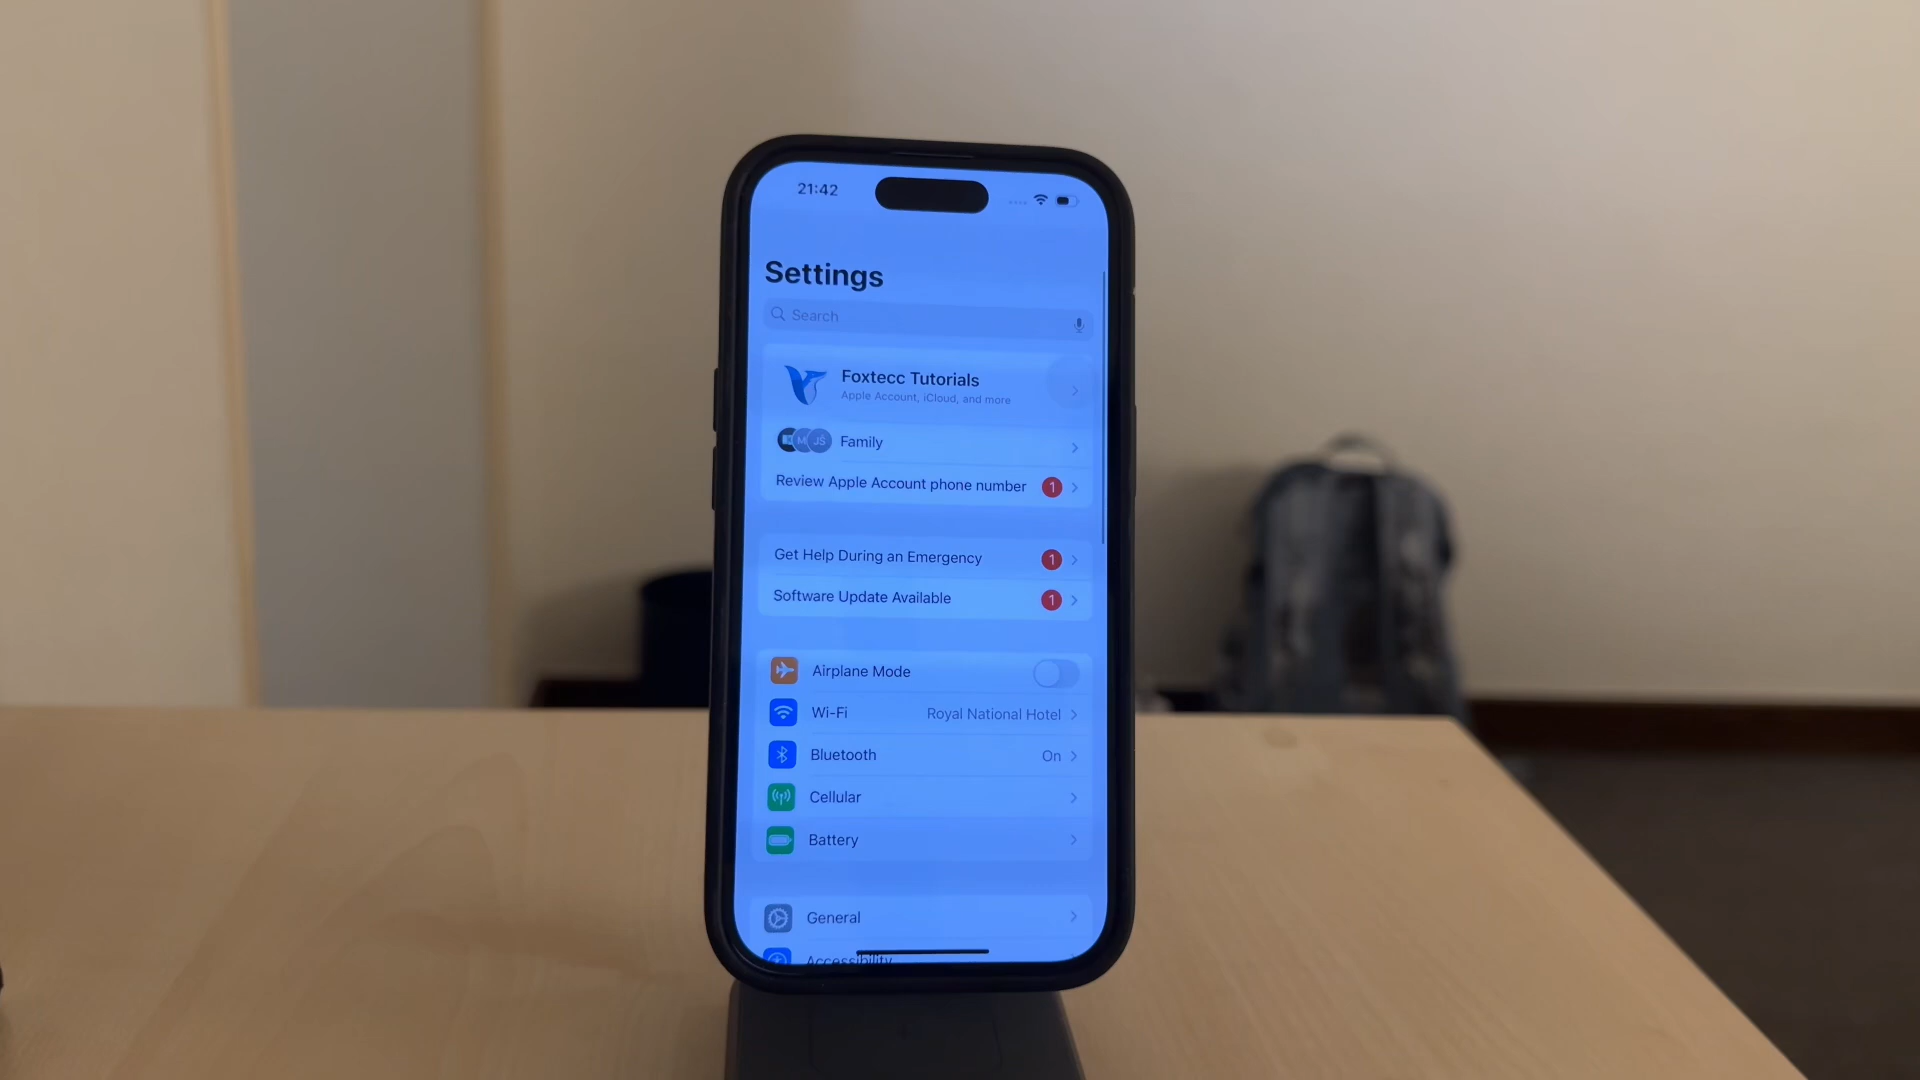 21:42
Settings
Search
Foxtecc Tutorials
Apple Account, iCloud, and more
M JŠ
Family
Review Apple Account phone number 1
Get Help During an Emergency 1
Software Update Available 1
Airplane Mode
Wi-Fi Royal National Hotel
Bluetooth On
Cellular
Battery
General
Accessibility